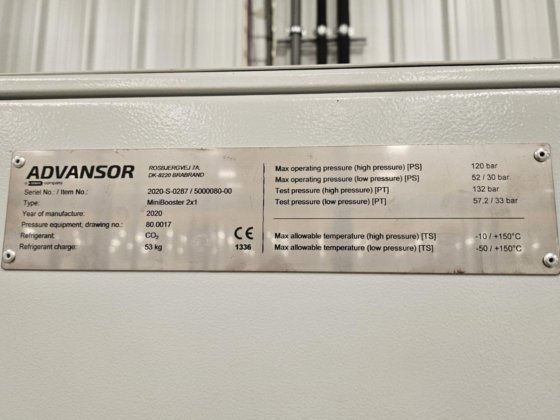 ADVANSOR
ROSBJERGVEJ 7A,
DK-8220 BRABRAND
a company
Seriel No.: / Item No.: 2020-S-0287 / 5000080-00
Type: MiniBooster 2x1
Year of manufacture: 2020
Pressure equipment, drawing no.: 80.0017
Refrigerant: CO₂
Refrigerant charge: 53 kg
CE
1336
Max operating pressure (high pressure) [PS] 120 bar
Max operating pressure (low pressure) [PS] 52 / 30 bar
Test pressure (high pressure) [PT] 132 bar
Test pressure (low pressure) [PT] 57.2 / 33 bar
Max allowable temperature (high pressure) [TS] -10 / +150°C
Max allowable temperature (low pressure) [TS] -50 / +150°C